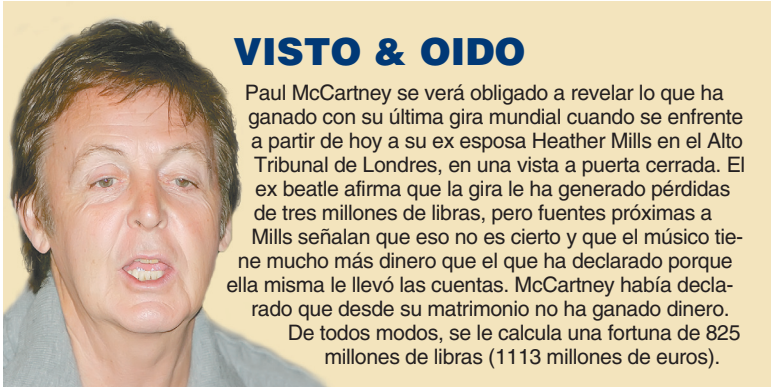 VISTO & OIDO
Paul McCartney se verá obligado a revelar lo que ha
ganado con su última gira mundial cuando se enfrente
a partir de hoy a su ex esposa Heather Mills en el Alto
Tribunal de Londres, en una vista a puerta cerrada. El
ex beatle afirma que la gira le ha generado pérdidas
de tres millones de libras, pero fuentes próximas a
Mills señalan que eso no es cierto y que el músico tie-
ne mucho más dinero que el que ha declarado porque
ella misma le llevó las cuentas. McCartney había decla-
rado que desde su matrimonio no ha ganado dinero.
De todos modos, se le calcula una fortuna de 825
millones de libras (1113 millones de euros).